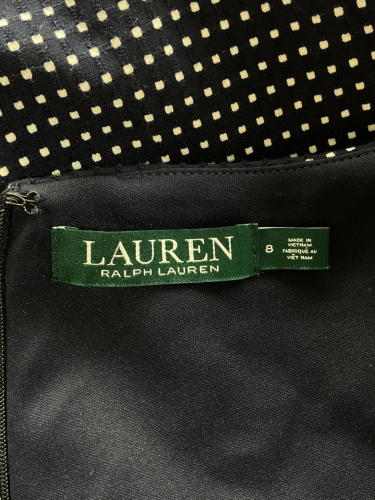 LAUREN
RALPH LAUREN
8
MADE IN
VIETNAM
FABRIQUÉ AU
VIÊT NAM